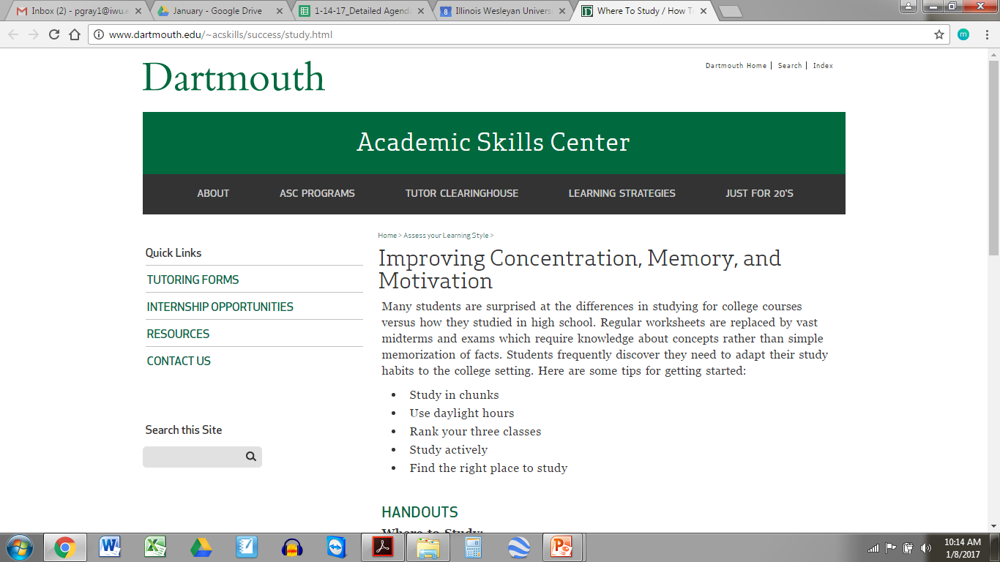 Inbox (2) - pgray1@iwu.e
January - Google Drive
1-14-17_Detailed Agend
Illinois Wesleyan Univers
Where To Study / How T
www.dartmouth.edu/~acskills/success/study.html
m
Dartmouth
Dartmouth Home | Search | Index
Academic Skills Center
ABOUT ASC PROGRAMS TUTOR CLEARINGHOUSE LEARNING STRATEGIES JUST FOR 20'S
Quick Links
TUTORING FORMS
INTERNSHIP OPPORTUNITIES
RESOURCES
CONTACT US
Search this Site
Home > Assess your Learning Style >
Improving Concentration, Memory, and
Motivation
Many students are surprised at the differences in studying for college courses
versus how they studied in high school. Regular worksheets are replaced by vast
midterms and exams which require knowledge about concepts rather than simple
memorization of facts. Students frequently discover they need to adapt their study
habits to the college setting. Here are some tips for getting started:
• Study in chunks
• Use daylight hours
• Rank your three classes
• Study actively
• Find the right place to study
HANDOUTS
Where to Study:
10:14 AM
1/8/2017